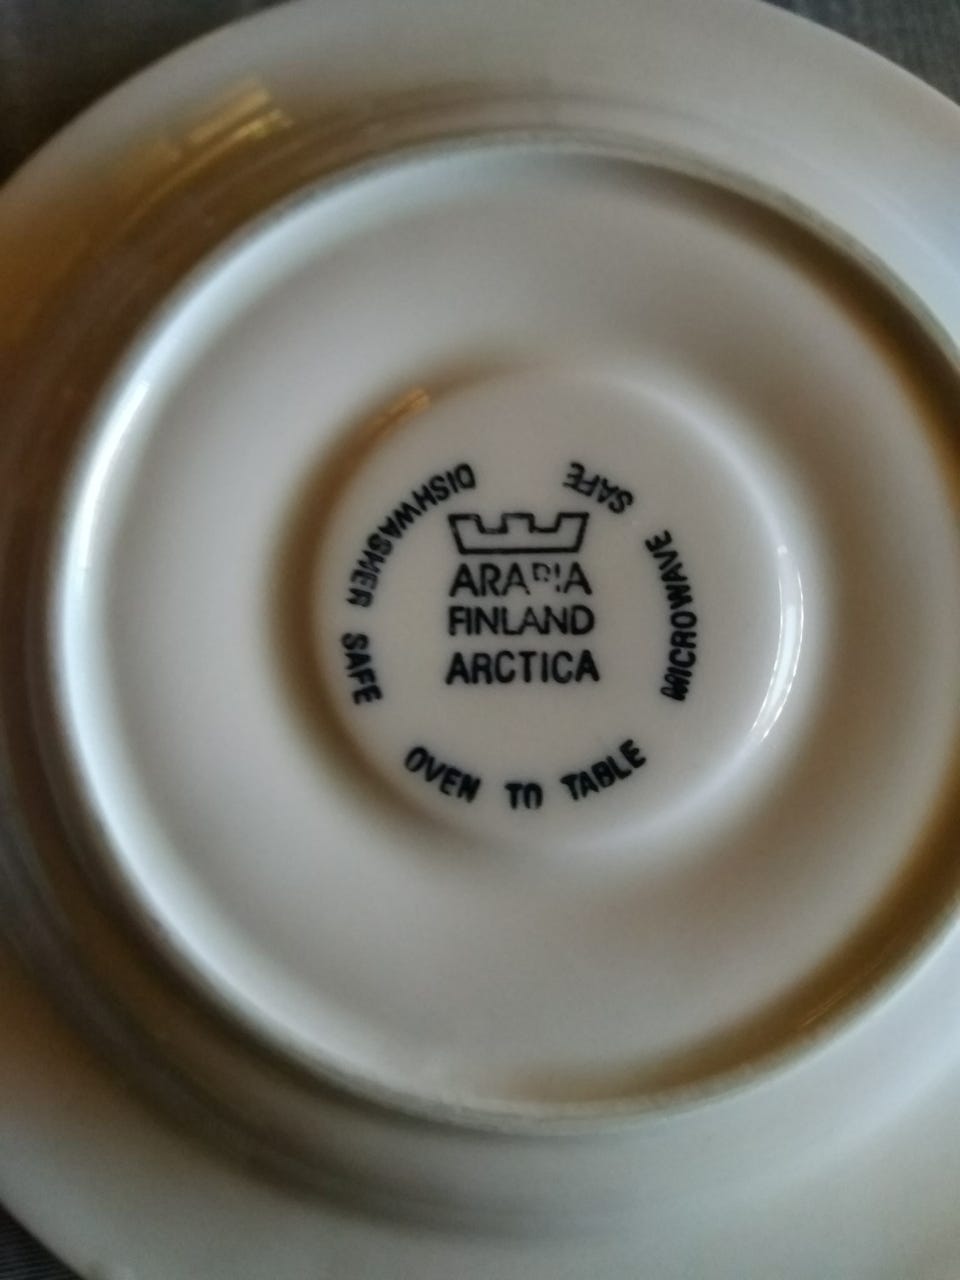 ARABIA
FINLAND
ARCTICA
DISHWASHER SAFE
OVEN TO TABLE
MICROWAVE SAFE